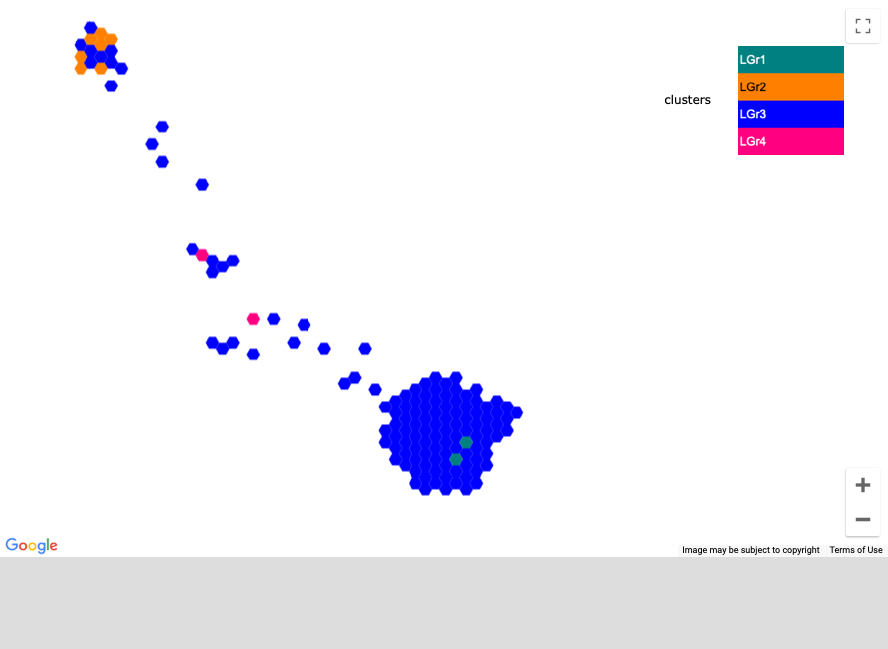 LGr1
LGr2
clusters
LGr3
LGr4
Google
Image may be subject to copyright
Terms of Use